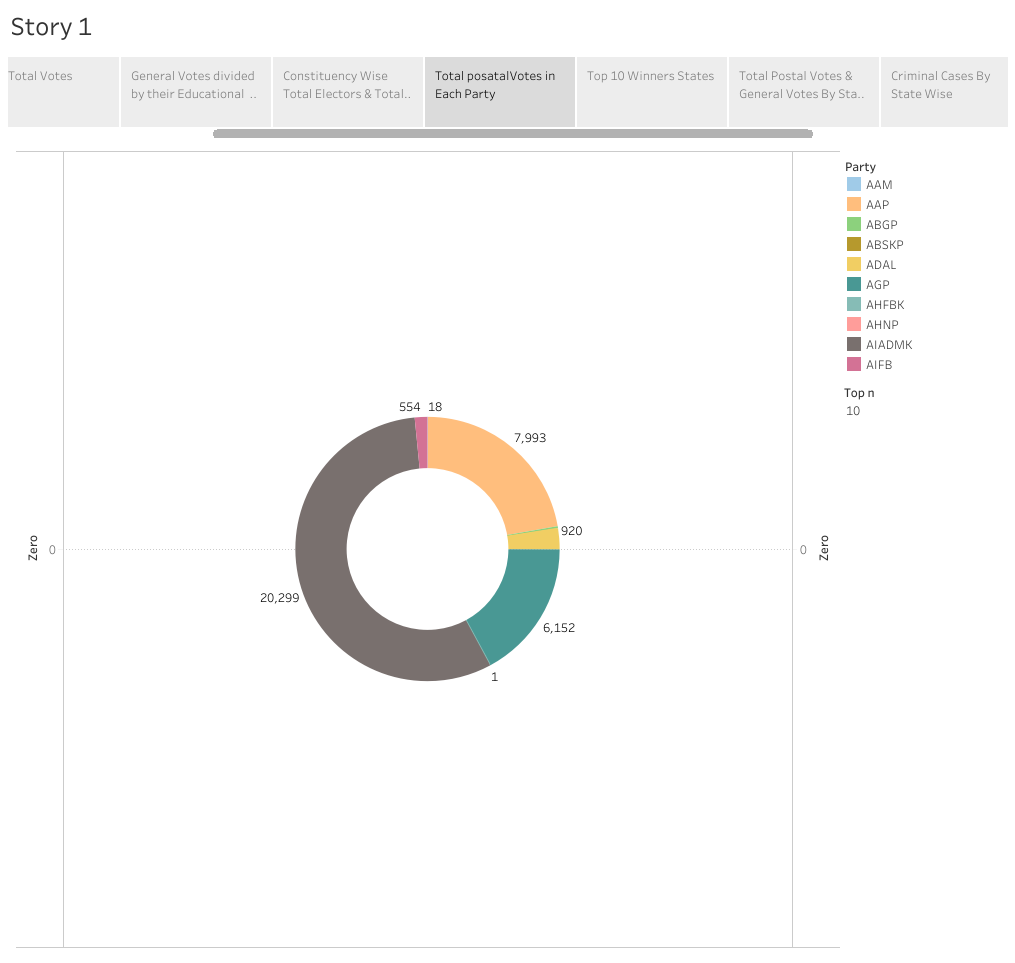 Story 1
Total Votes
General Votes divided
by their Educational ..
Constituency Wise
Total Electors & Total..
Total posatalVotes in
Each Party
Top 10 Winners States
Total Postal Votes &
General Votes By Sta..
Criminal Cases By
State Wise
Party
AAM
AAP
ABGP
ABSKP
ADAL
AGP
AHFBK
AHNP
AIADMK
AIFB
Top n
10
554
18
7,993
920
Zero
0
0
Zero
20,299
6,152
1